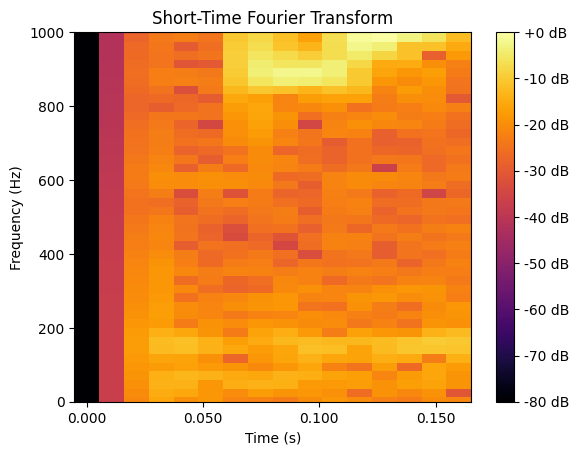 Short-Time Fourier Transform
1000
800
600
400
200
0
Frequency (Hz)
0.000
0.050
0.100
0.150
Time (s)
+0 dB
-10 dB
-20 dB
-30 dB
-40 dB
-50 dB
-60 dB
-70 dB
-80 dB